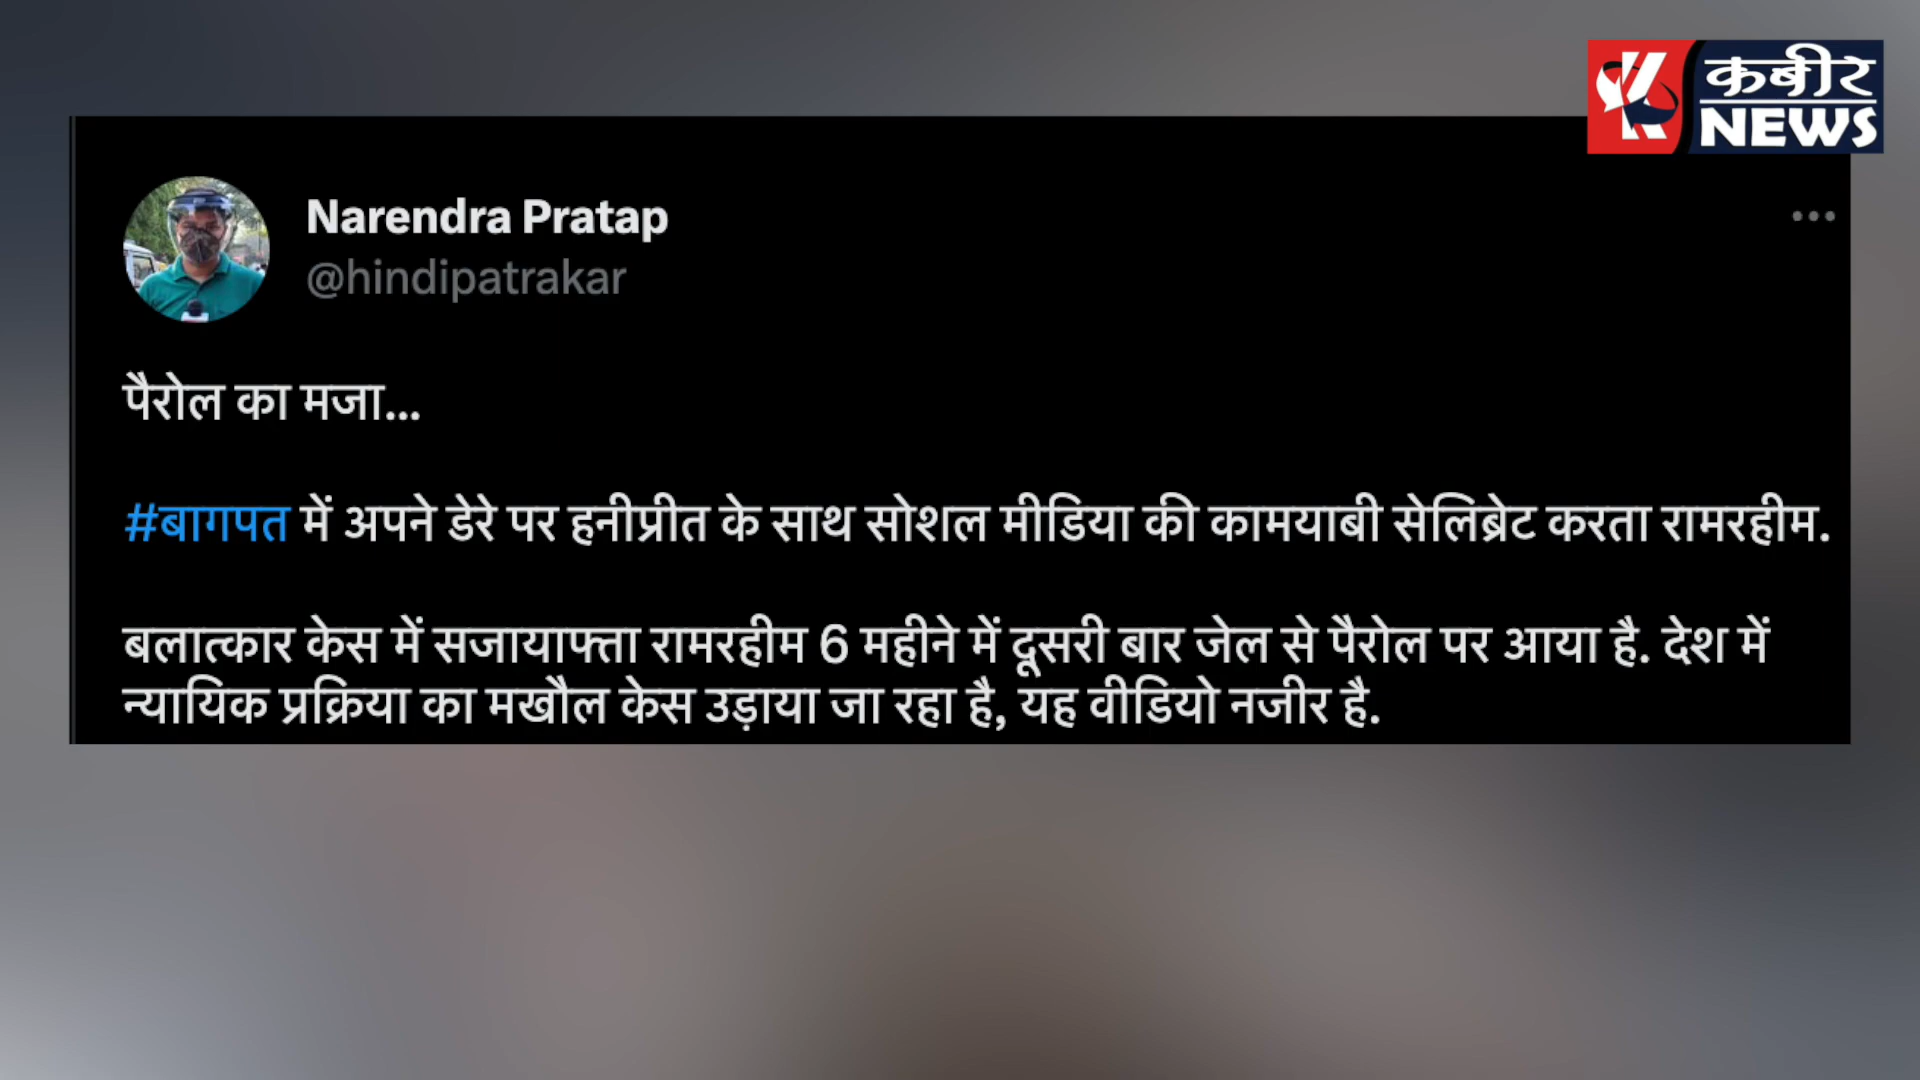 कबीर
NEWS
Narendra Pratap
@hindipatrakar
पैरोल का मजा...
#बागपत में अपने डेरे पर हनीप्रीत के साथ सोशल मीडिया की कामयाबी सेलिब्रेट करता रामरहीम.
बलात्कार केस में सजायाफ्ता रामरहीम 6 महीने में दूसरी बार जेल से पैरोल पर आया है. देश में
न्यायिक प्रक्रिया का मखौल केस उड़ाया जा रहा है, यह वीडियो नजीर है.